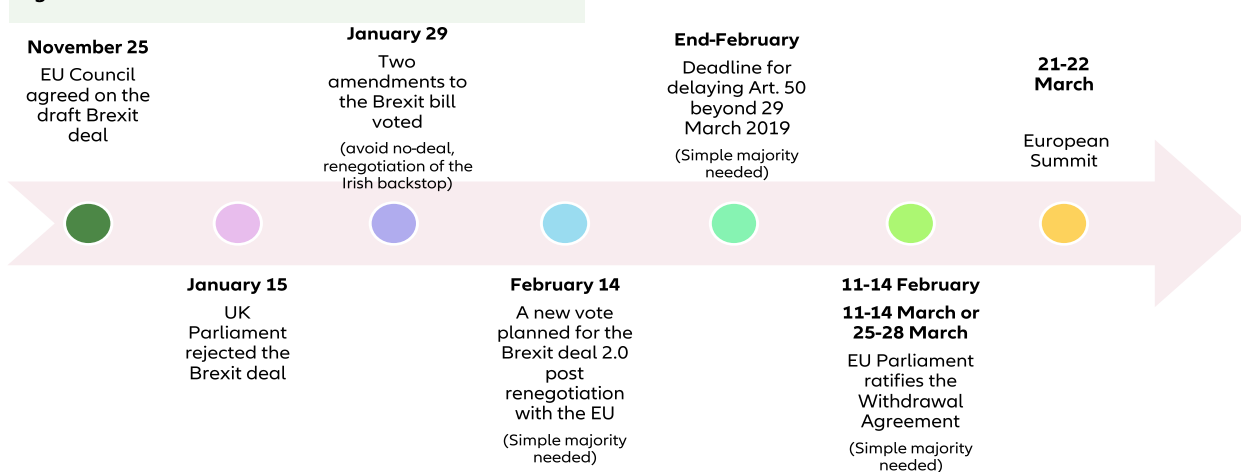 November 25
EU Council
agreed on the
draft Brexit
deal
January 15
UK
Parliament
rejected the
Brexit deal
January 29
Two
amendments to
the Brexit bill
voted
(avoid no-deal,
renegotiation of the
Irish backstop)
February 14
A new vote
planned for the
Brexit deal 2.0
post
renegotiation
with the EU
(Simple majority
needed)
End-February
Deadline for
delaying Art. 50
beyond 29
March 2019
(Simple majority
needed)
11-14 February
11-14 March or
25-28 March
EU Parliament
ratifies the
Withdrawal
Agreement
(Simple majority
needed)
21-22
March
European
Summit